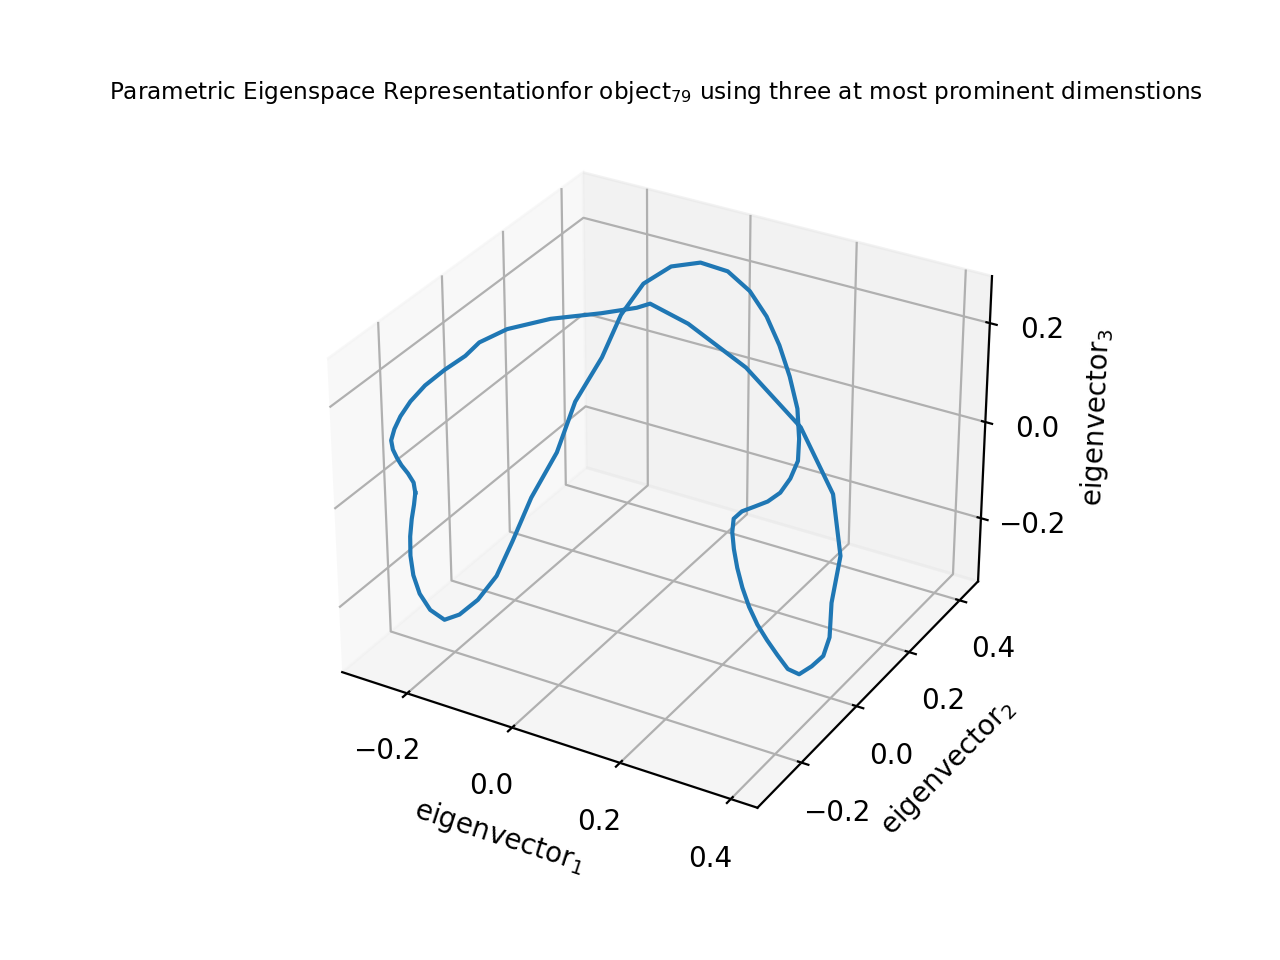 Parametric Eigenspace Representationfor object₇₉ using three at most prominent dimenstions
0.2
0.0
−0.2
eigenvector₃
0.4
0.2
0.0
−0.2
eigenvector₂
−0.2
0.0
0.2
0.4
eigenvector₁